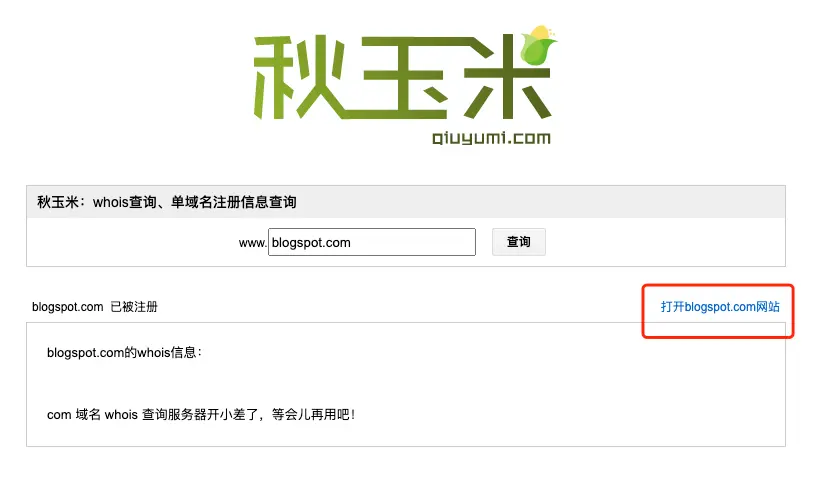 秋玉米
qiuyumi.com
秋玉米：whois查询、单域名注册信息查询
www. blogspot.com 查询
blogspot.com 已被注册 打开blogspot.com网站
blogspot.com的whois信息：
com 域名 whois 查询服务器开小差了，等会儿再用吧！